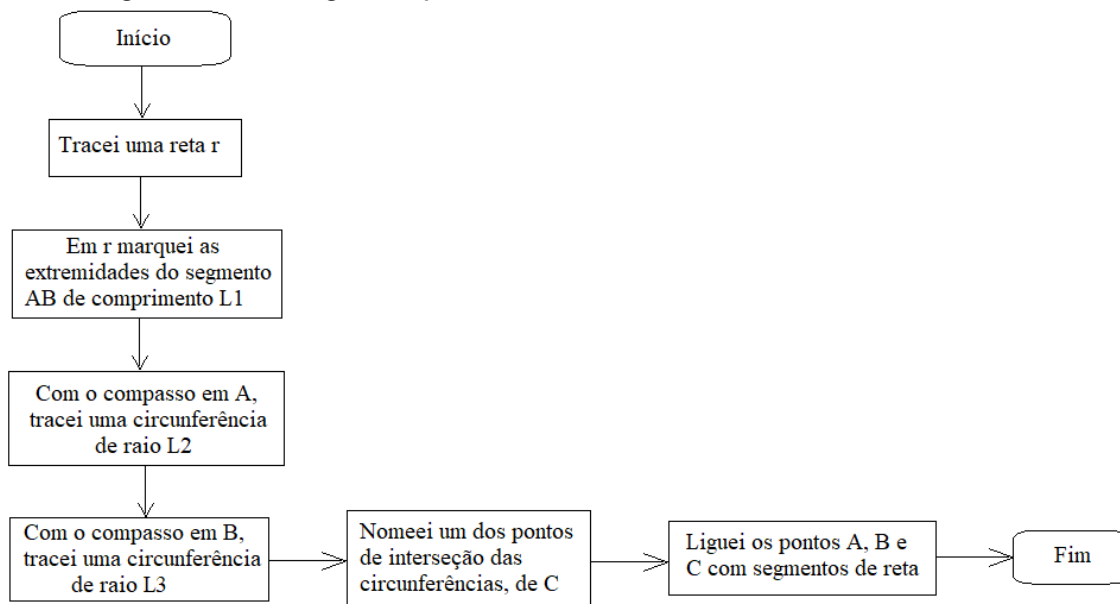 Início
Tracei uma reta r
Em r marquei as
extremidades do segmento
AB de comprimento L1
Com o compasso em A,
tracei uma circunferência
de raio L2
Com o compasso em B,
tracei uma circunferência
de raio L3
Nomeei um dos pontos
de interseção das
circunferências, de C
Liguei os pontos A, B e
C com segmentos de reta
Fim